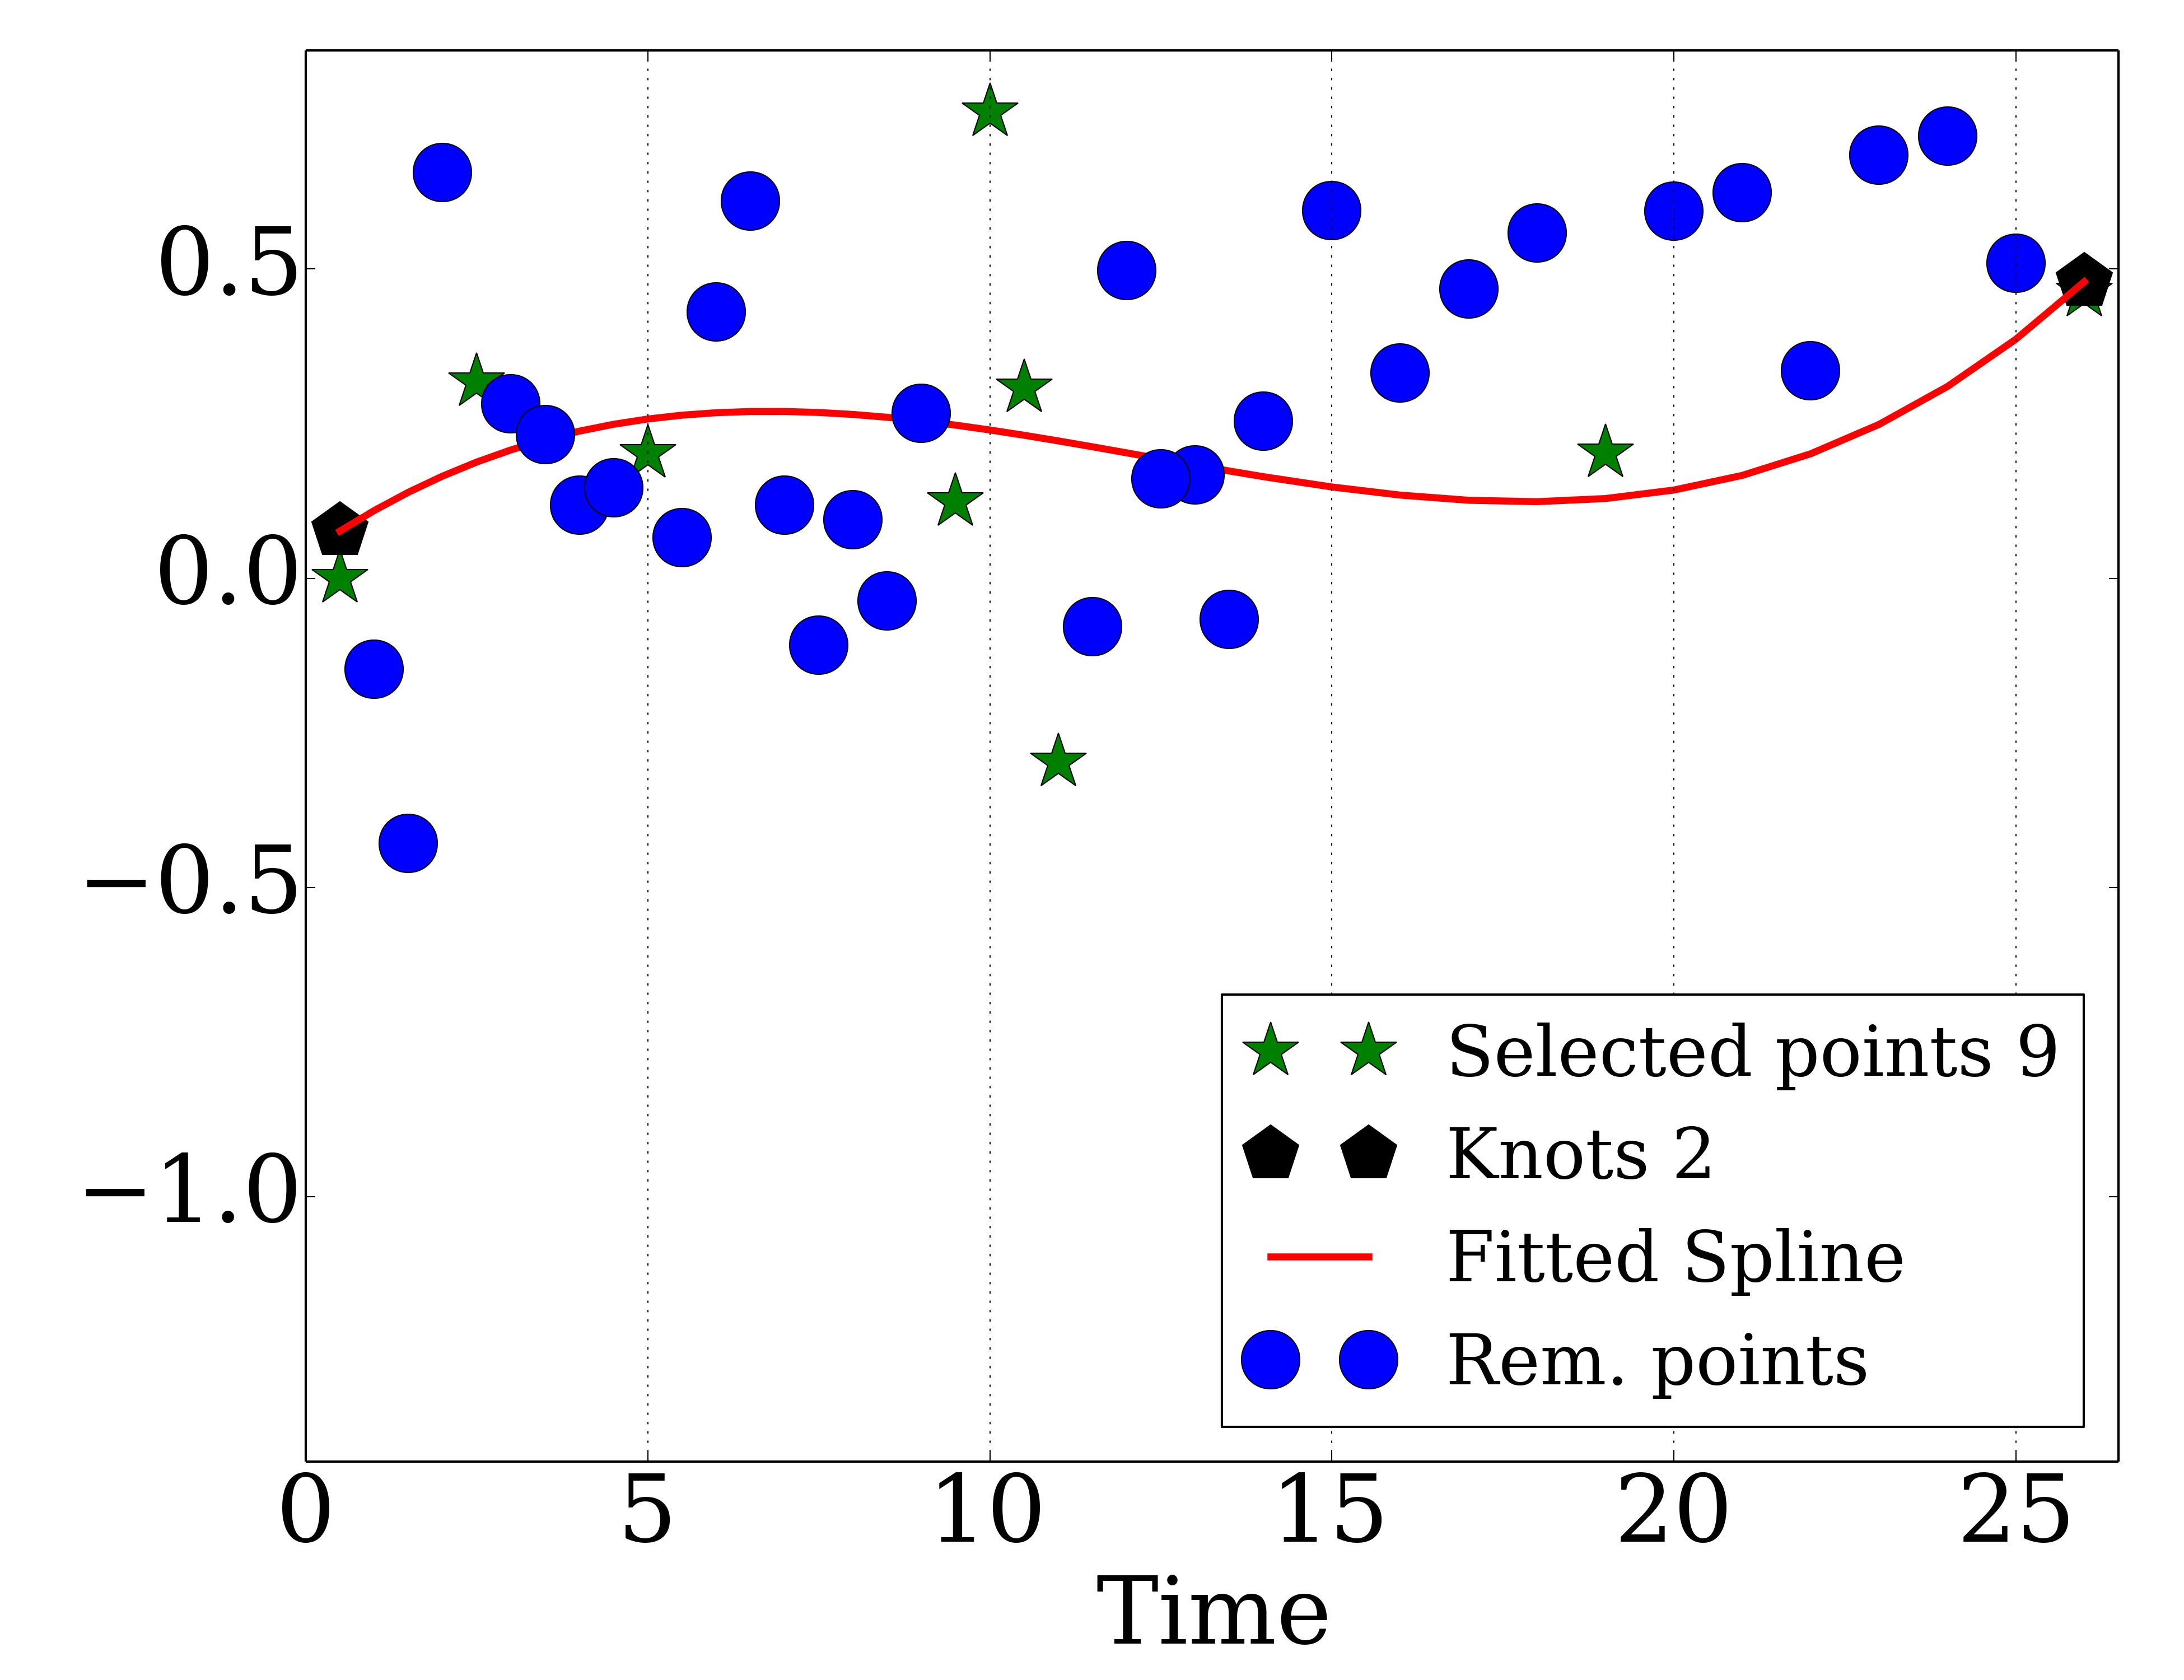 0.5
0.0
−0.5
−1.0
Selected points 9
Knots 2
Fitted Spline
Rem. points
0 5 10 15 20 25
Time